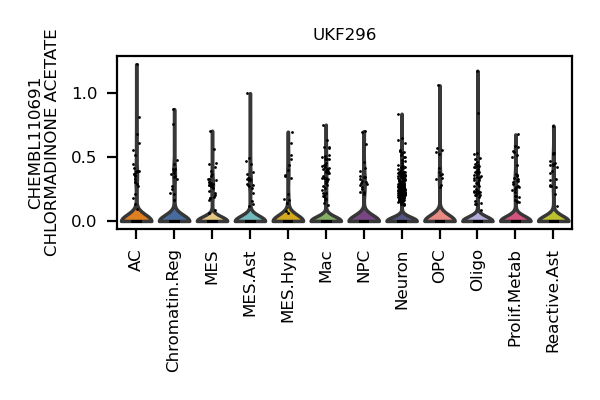 UKF296
CHEMBL110691
CHLORMADINONE ACETATE
1.0
0.5
0.0
AC
Chromatin.Reg
MES
MES.Ast
MES.Hyp
Mac
NPC
Neuron
OPC
Oligo
Prolif.Metab
Reactive.Ast